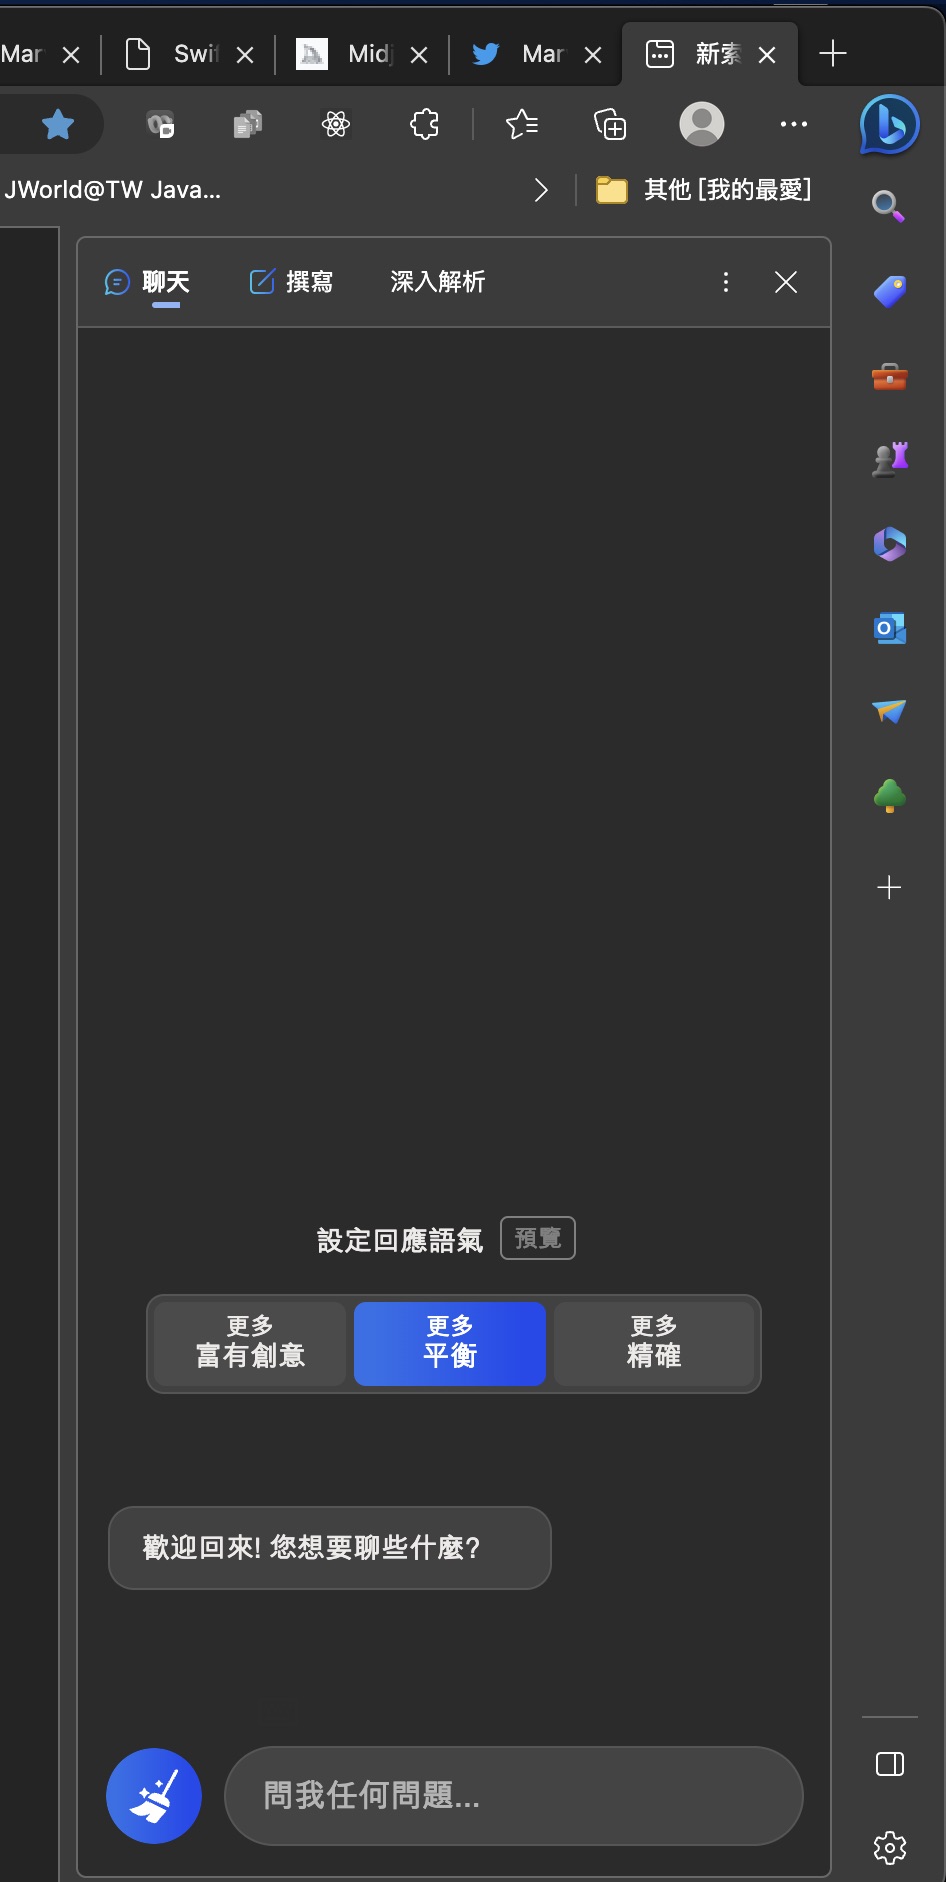 Mar
Swif
Midj
Mar
新索
JWorld@TW Java...
其他 [我的最愛]
聊天
撰寫
深入解析
設定回應語氣
預覽
更多
富有創意
更多
平衡
更多
精確
歡迎回來! 您想要聊些什麼?
問我任何問題...